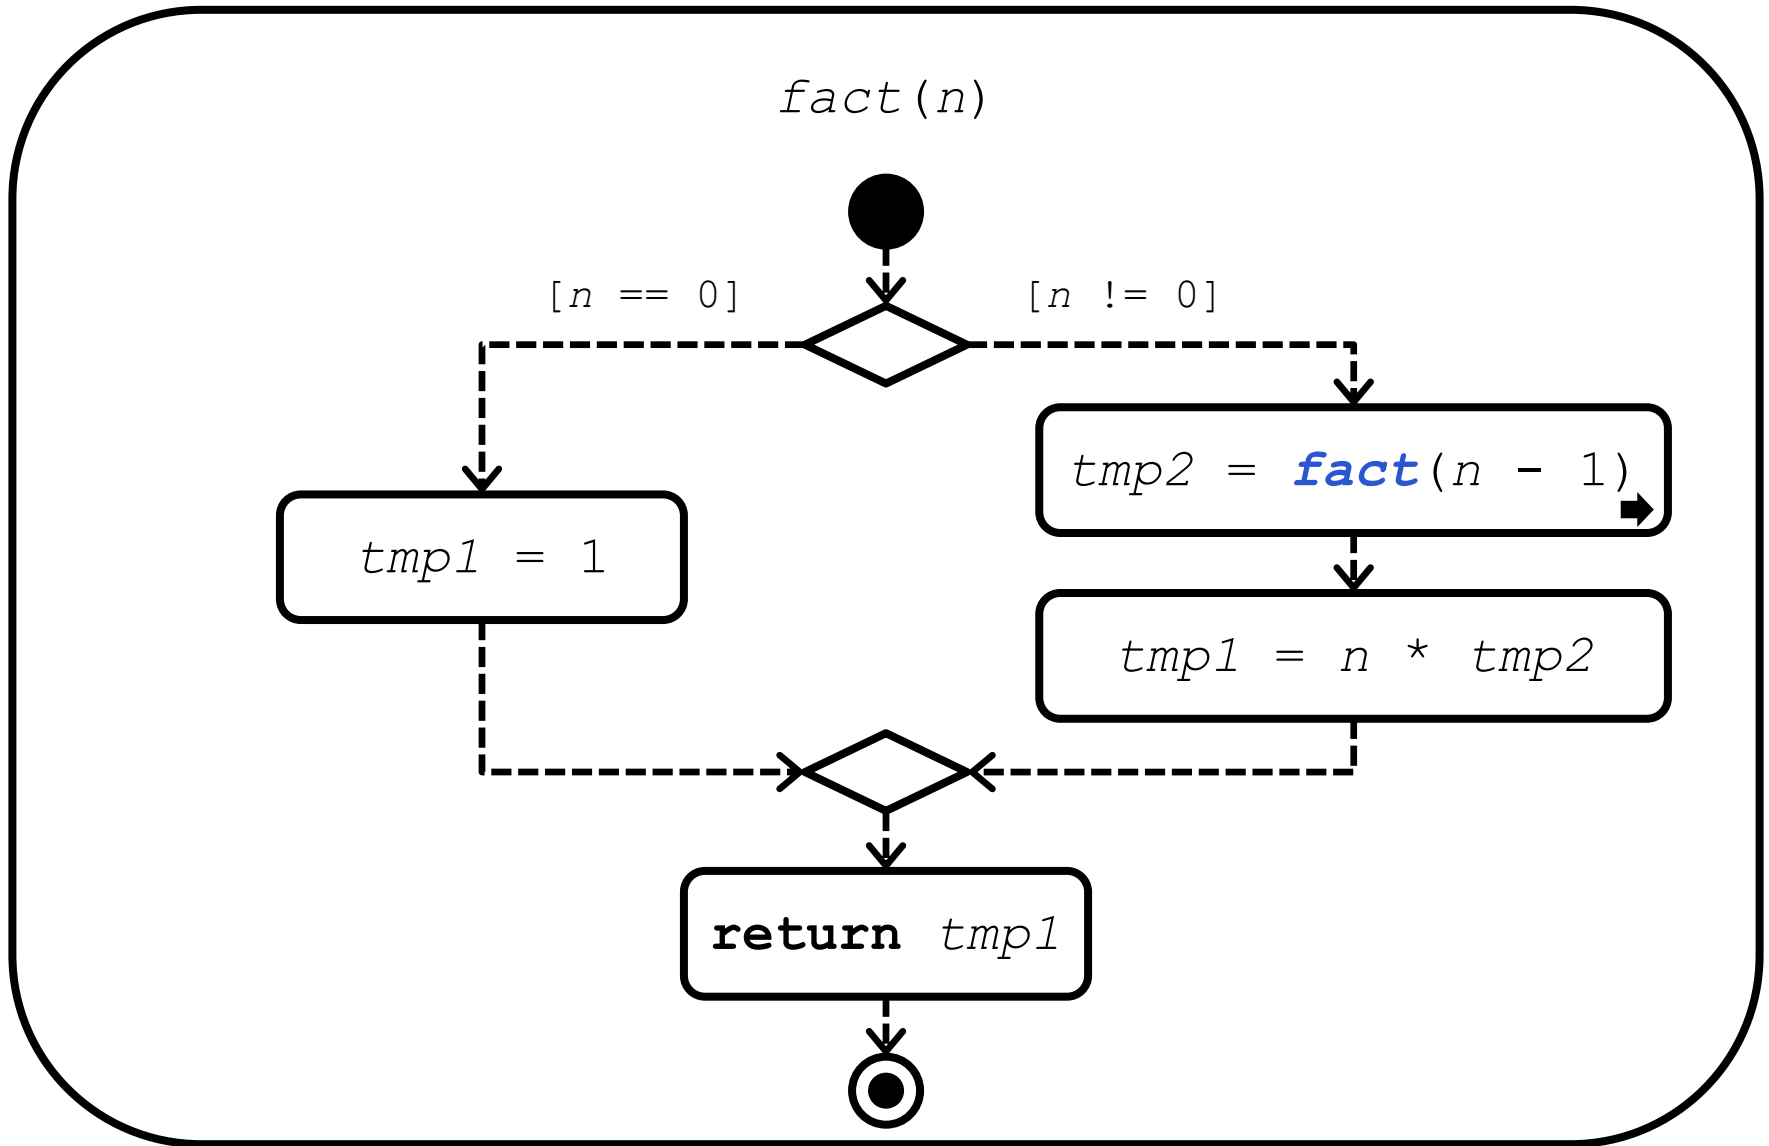 fact(n)
[n == 0]
[n != 0]
tmp2 = fact(n - 1)
tmp1 = 1
tmp1 = n * tmp2
return tmp1